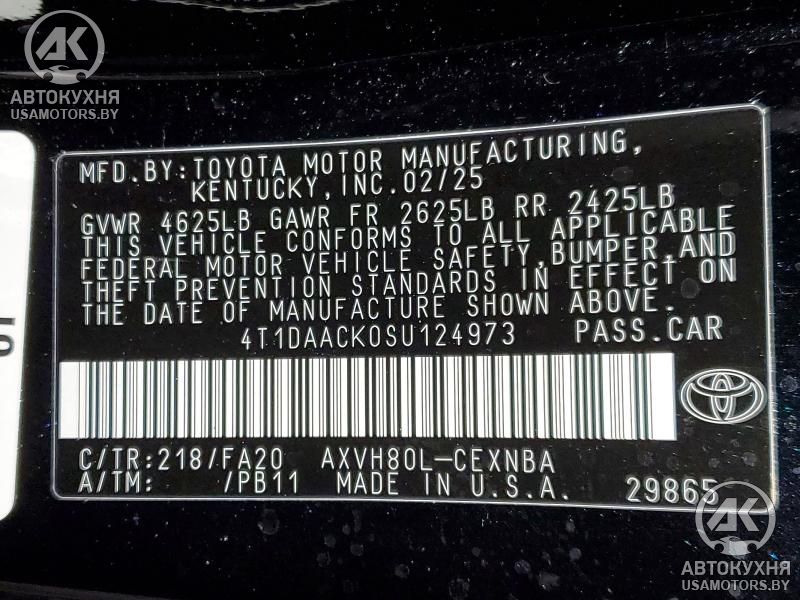 AK
АВТОКУХНЯ
USAMOTORS.BY
MFD.BY:TOYOTA MOTOR MANUFACTURING,
KENTUCKY,INC.02/25
GVWR 4625LB GAWR FR 2625LB RR 2425LB
THIS VEHICLE CONFORMS TO ALL APPLICABLE
FEDERAL MOTOR VEHICLE SAFETY,BUMPER,AND
THEFT PREVENTION STANDARDS IN EFFECT ON
THE DATE OF MANUFACTURE SHOWN ABOVE.
4T1DAACK0SU124973 PASS.CAR
C/TR:218/FA20 AXVH80L-CEXNBA
A/TM: /PB11 MADE IN U.S.A. 29865
AK
АВТОКУХНЯ
USAMOTORS.BY